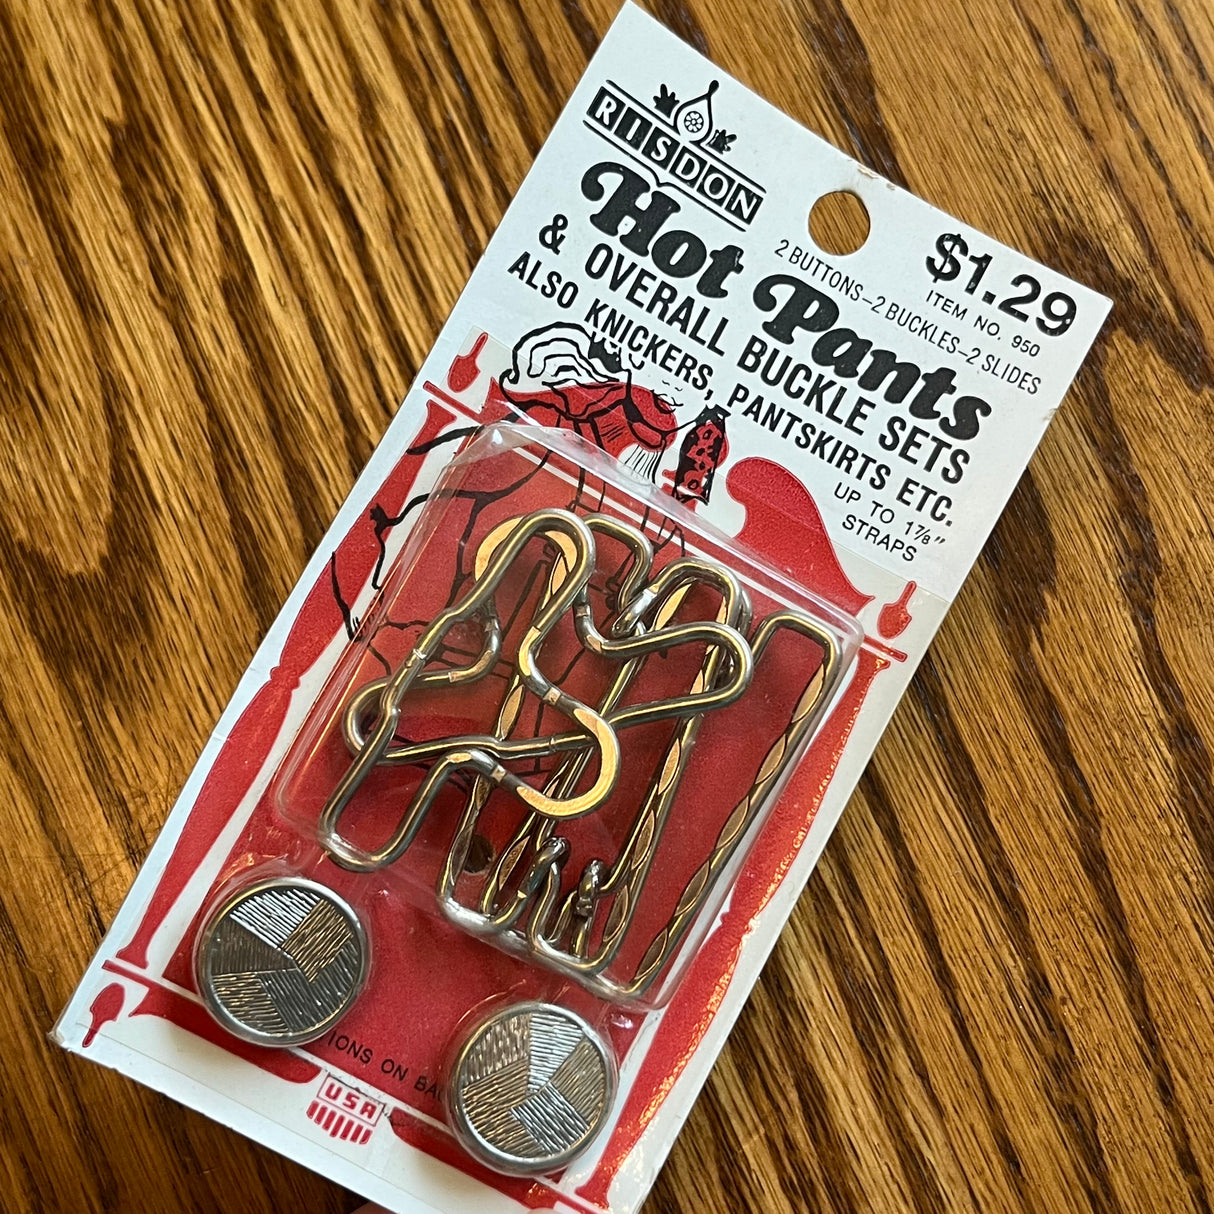 RISDON
$1.29
ITEM NO. 950
2 BUTTONS–2 BUCKLES–2 SLIDES
Hot Pants
& OVERALL BUCKLE SETS
ALSO KNICKERS, PANTSKIRTS ETC.
UP TO 1⅞"
STRAPS
ON
USA